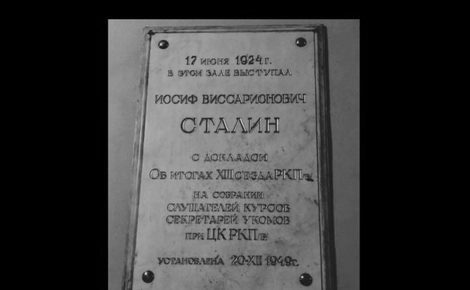 17 июня 1924 г.
в этом зале выступал
Иосиф Виссарионович
Сталин
с докладом
Об итогах XIII съезда РКП/б/
на собрании
слушателей курсов
секретарей укомов
при ЦК РКП/б/
установлена 20-XII 1949г.